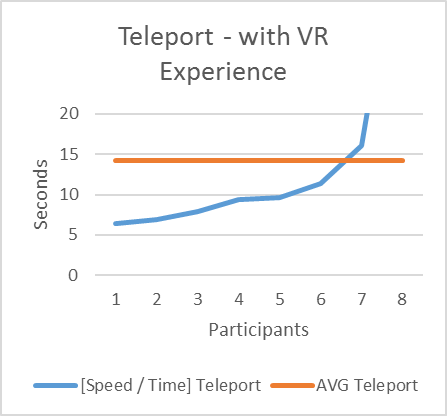 Teleport - with VR
Experience
20
15
10
5
0
Seconds
1 2 3 4 5 6 7 8
Participants
[Speed / Time] Teleport AVG Teleport